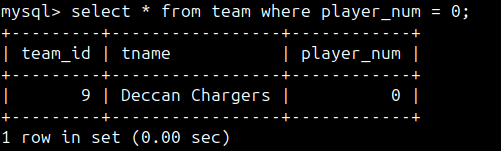 mysql> select * from team where player_num = 0;
+---------+-----------------+------------+
| team_id | tname           | player_num |
+---------+-----------------+------------+
|       9 | Deccan Chargers |          0 |
+---------+-----------------+------------+
1 row in set (0.00 sec)